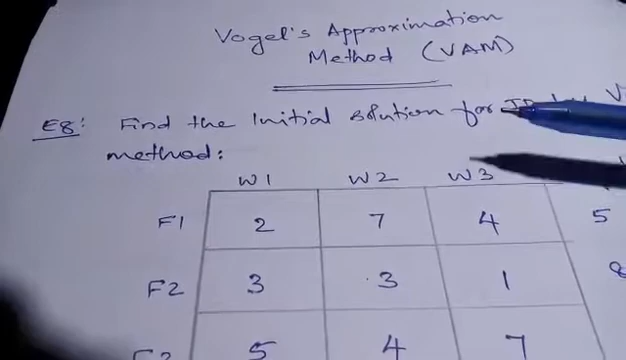 Vogel's Approximation
Method (VAM)
Eg: Find the Initial solution for
method:
W1 W2 W3
F1 2 7 4 5
F2 3 3 1 8
5 4 7